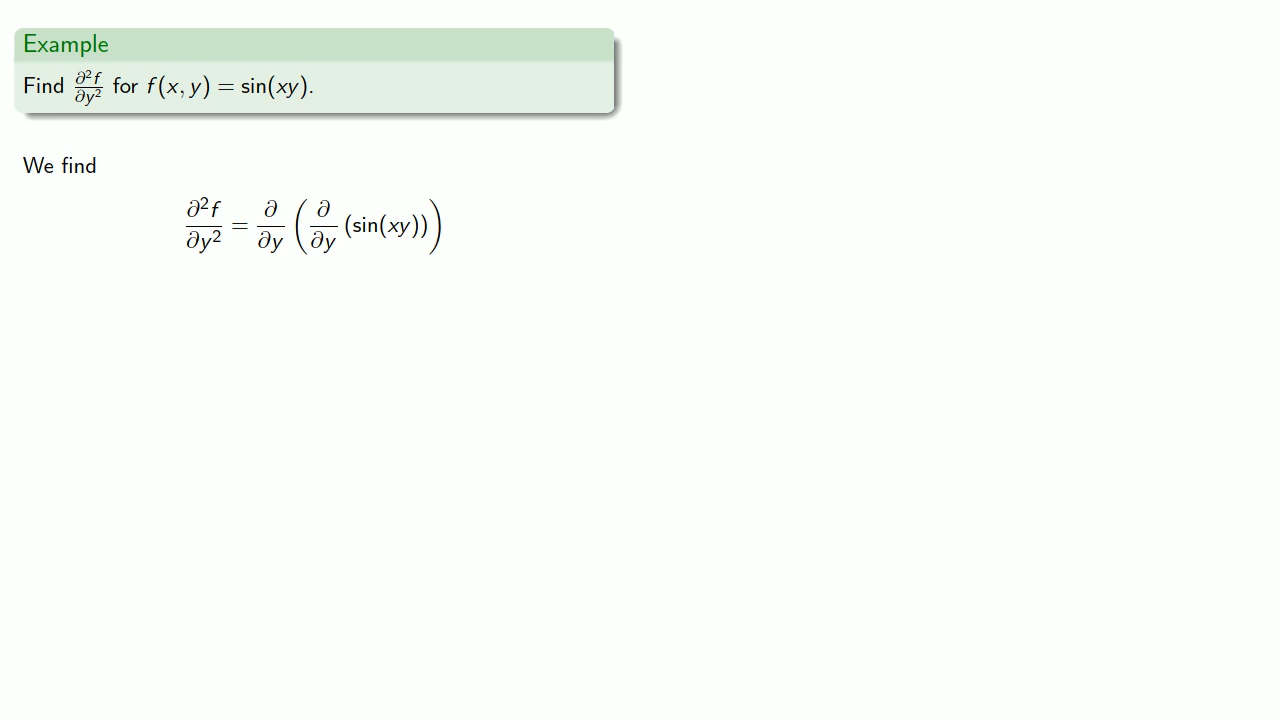 Example
Find ∂²f/∂y² for f(x, y) = sin(xy).
We find
∂²f/∂y² = ∂/∂y (∂/∂y (sin(xy)))